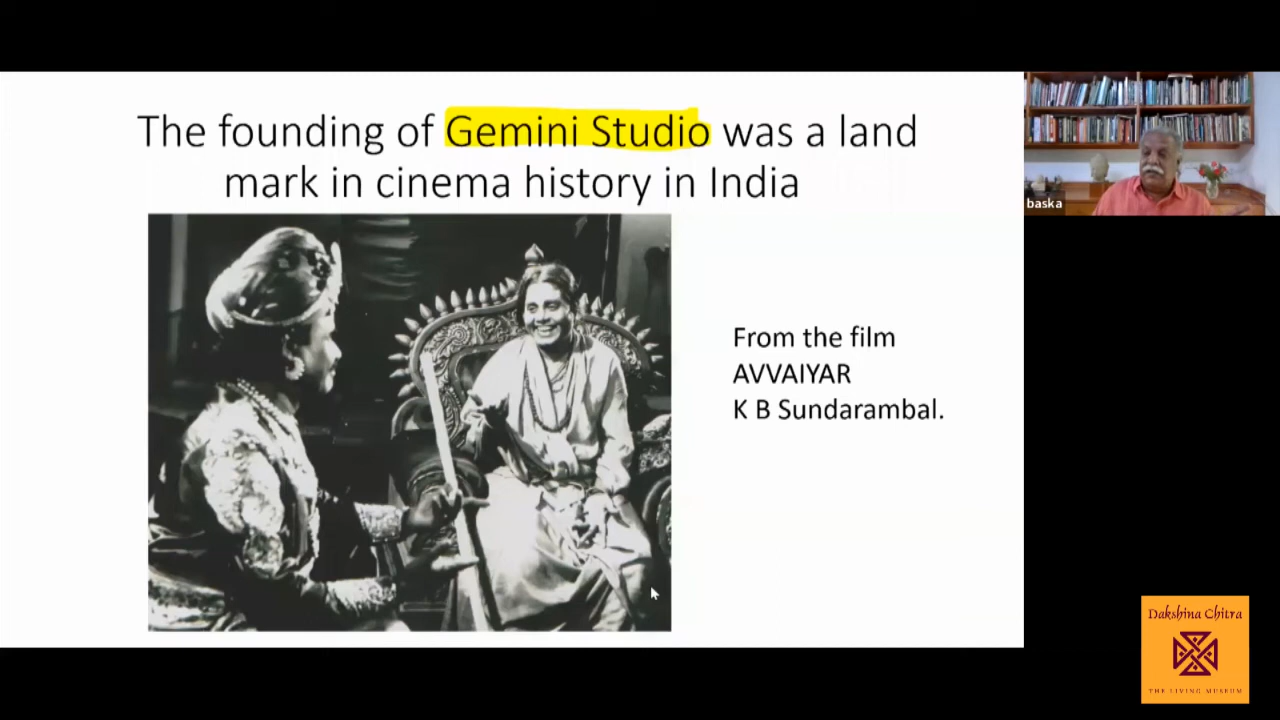 The founding of Gemini Studio was a land
mark in cinema history in India
From the film
AVVAIYAR
K B Sundarambal.
baska
Dakshina Chitra
THE LIVING MUSEUM